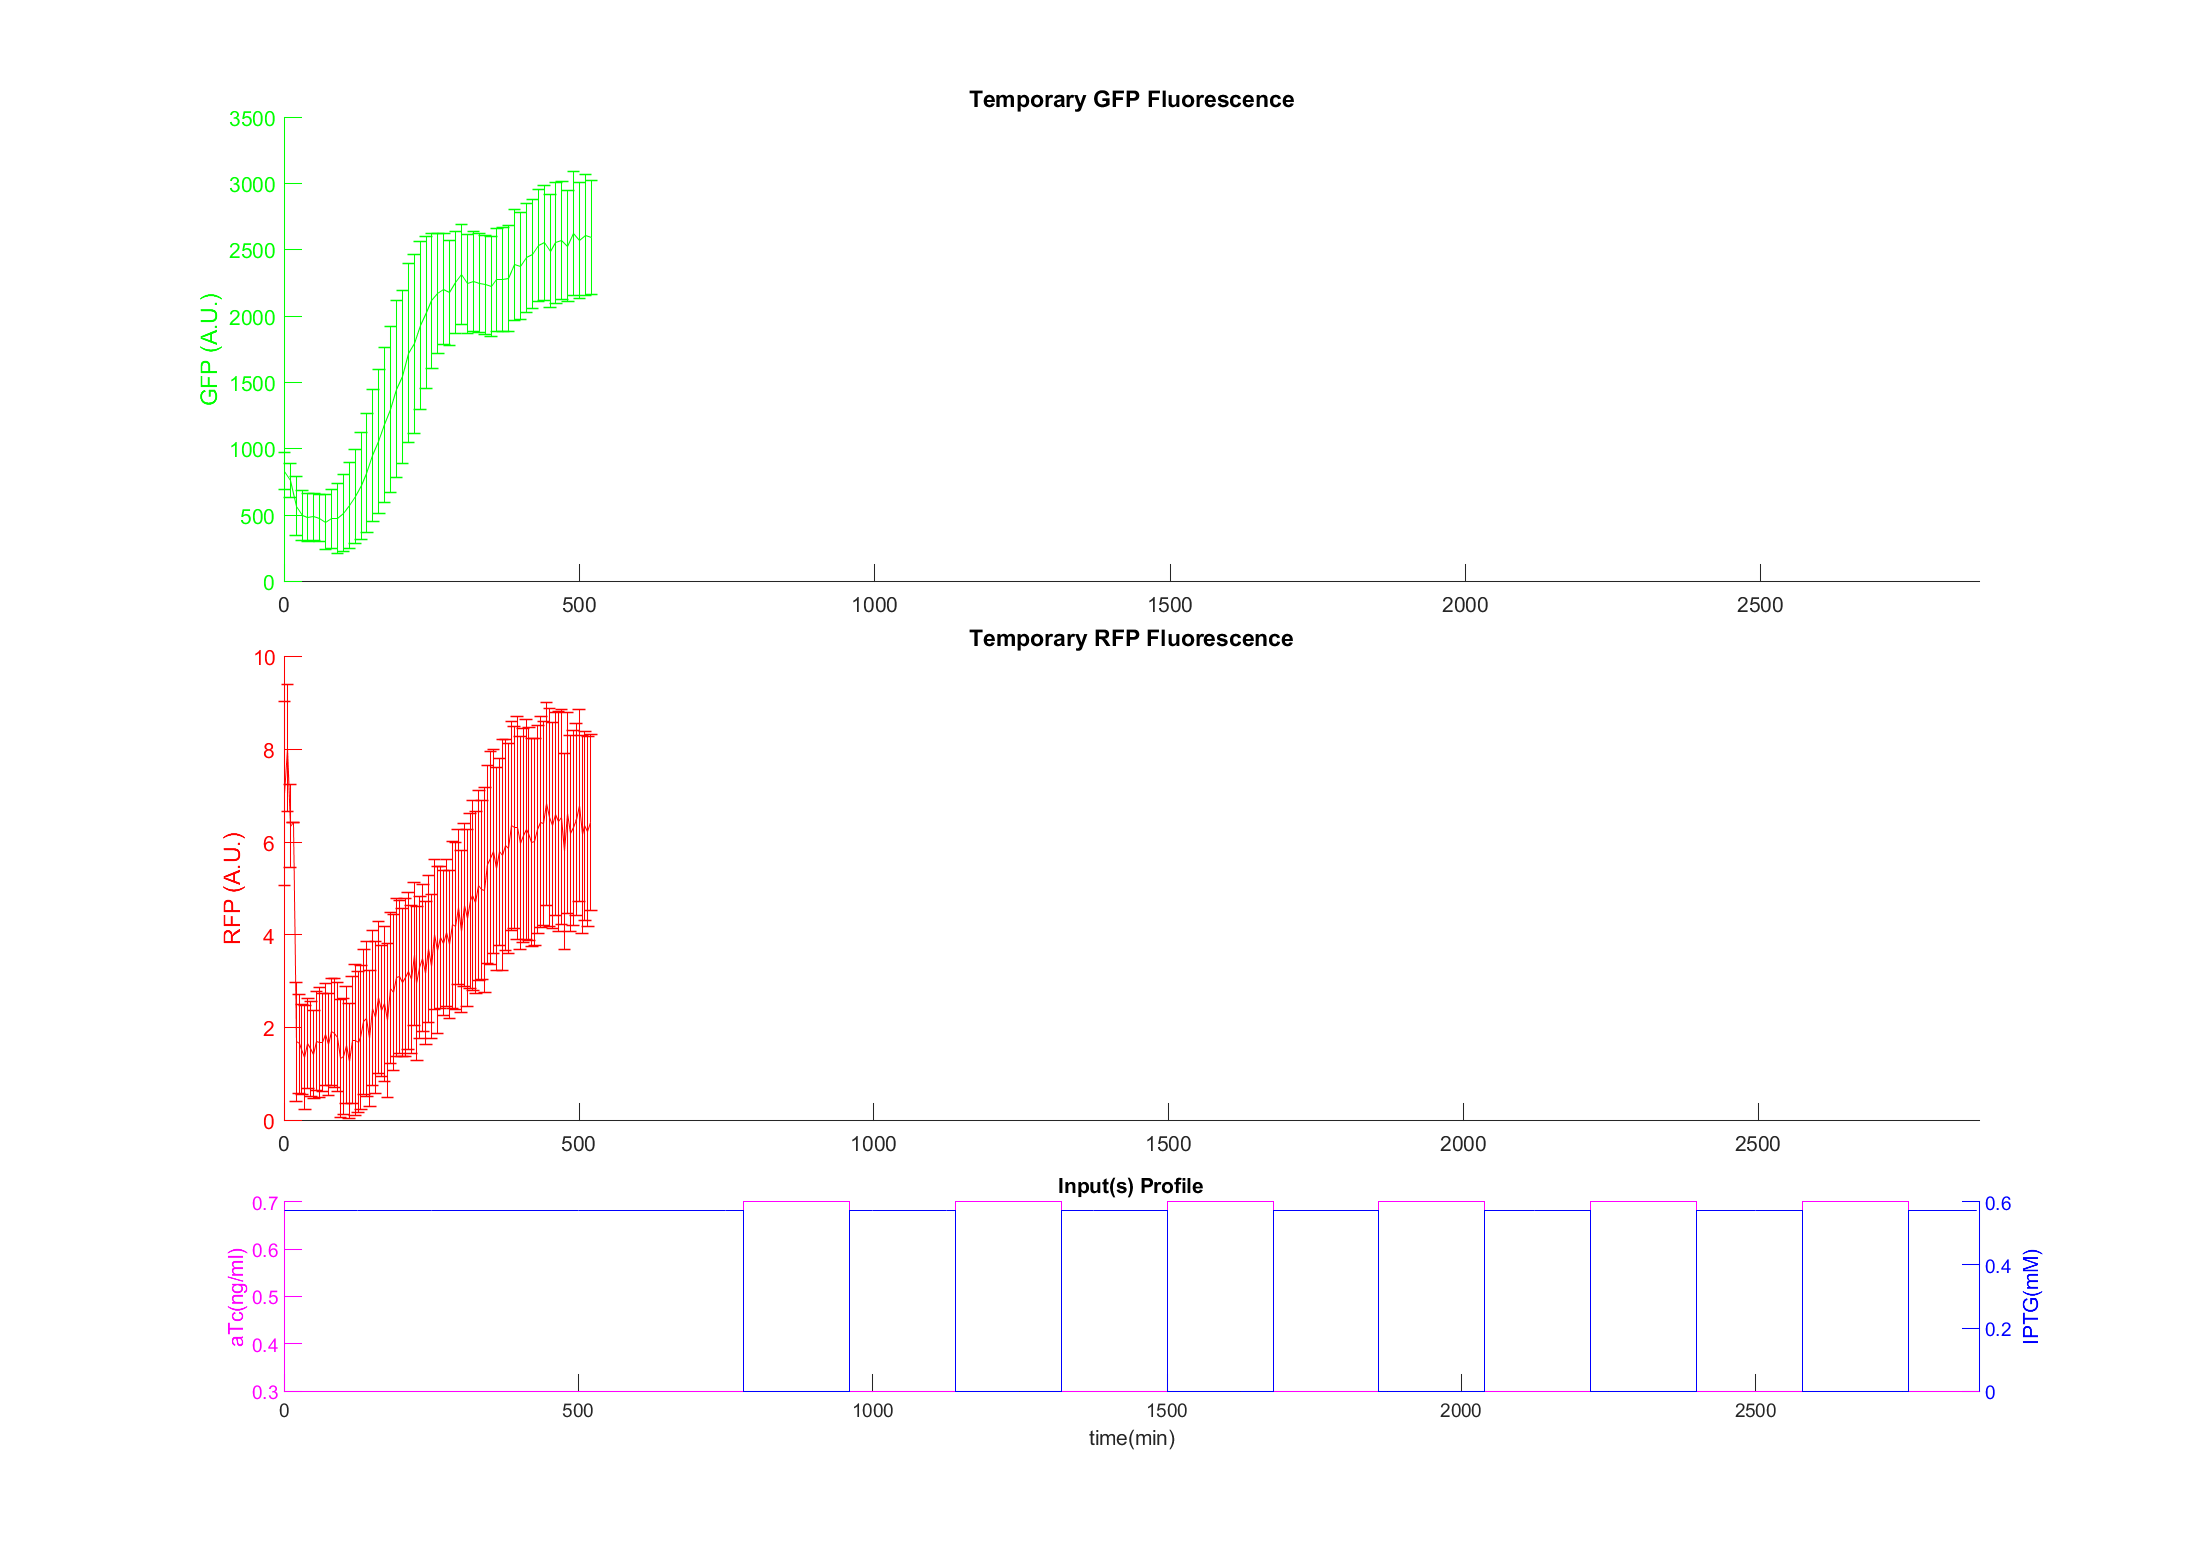 Temporary GFP Fluorescence
3500
3000
2500
2000
1500
1000
500
0
GFP (A.U.)
0 500 1000 1500 2000 2500
Temporary RFP Fluorescence
10
8
6
4
2
0
RFP (A.U.)
0 500 1000 1500 2000 2500
Input(s) Profile
0.7
0.6
0.5
0.4
0.3
aTc(ng/ml)
0.6
0.4
0.2
0
IPTG(mM)
0 500 1000 1500 2000 2500
time(min)